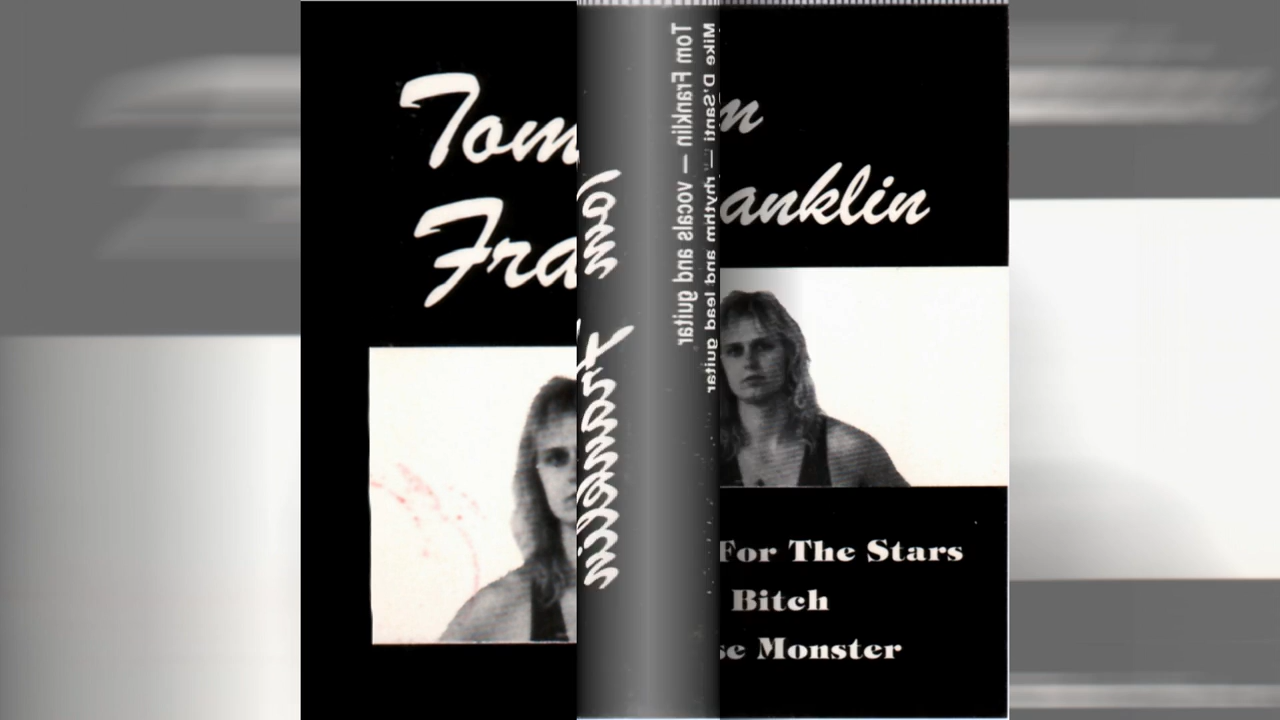 Tom
Fra
Tom Franklin
Tom Franklin — vocals and guitar
Mike D'Santi — rhythm and lead guitar
m
anklin
For The Stars
Bitch
se Monster